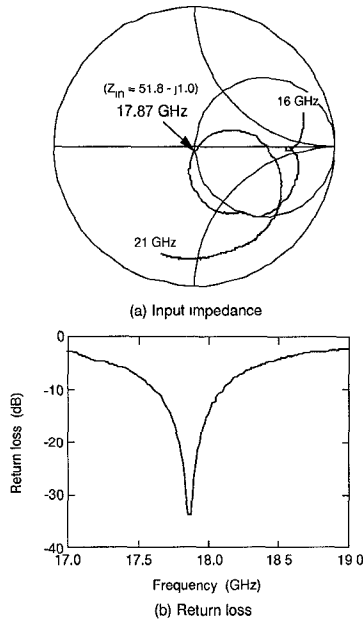 (Zin = 51.8 - j1.0)
17.87 GHz
16 GHz
21 GHz
(a) Input impedance
Return loss (dB)
0
-10
-20
-30
-40
17.0 17.5 18.0 18 5 19 0
Frequency (GHz)
(b) Return loss